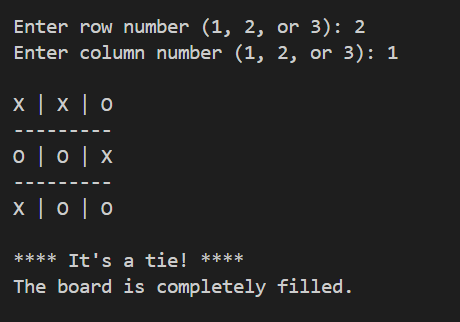 Enter row number (1, 2, or 3): 2
Enter column number (1, 2, or 3): 1
X | X | O
---------
O | O | X
---------
X | O | O
**** It's a tie! ****
The board is completely filled.